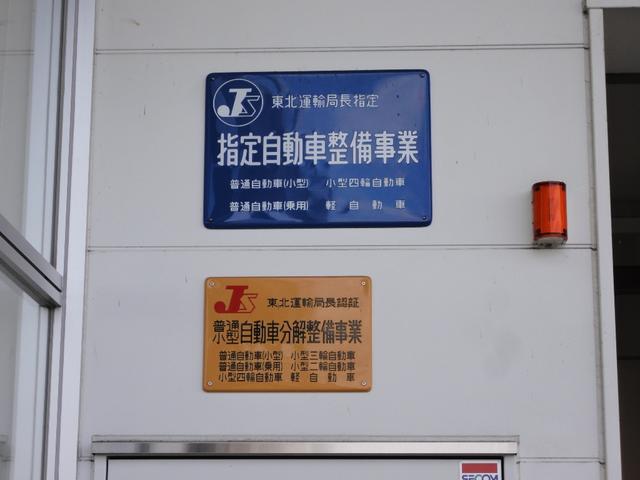 JS 東北運輸局長指定
指定自動車整備事業
普通自動車(小型) 小型四輪自動車
普通自動車(乗用) 軽自動車
JS 東北運輸局長認証
普通小型自動車分解整備事業
普通自動車(小型) 小型三輪自動車
普通自動車(乗用) 小型二輪自動車
小型四輪自動車 軽自動車
SECOM